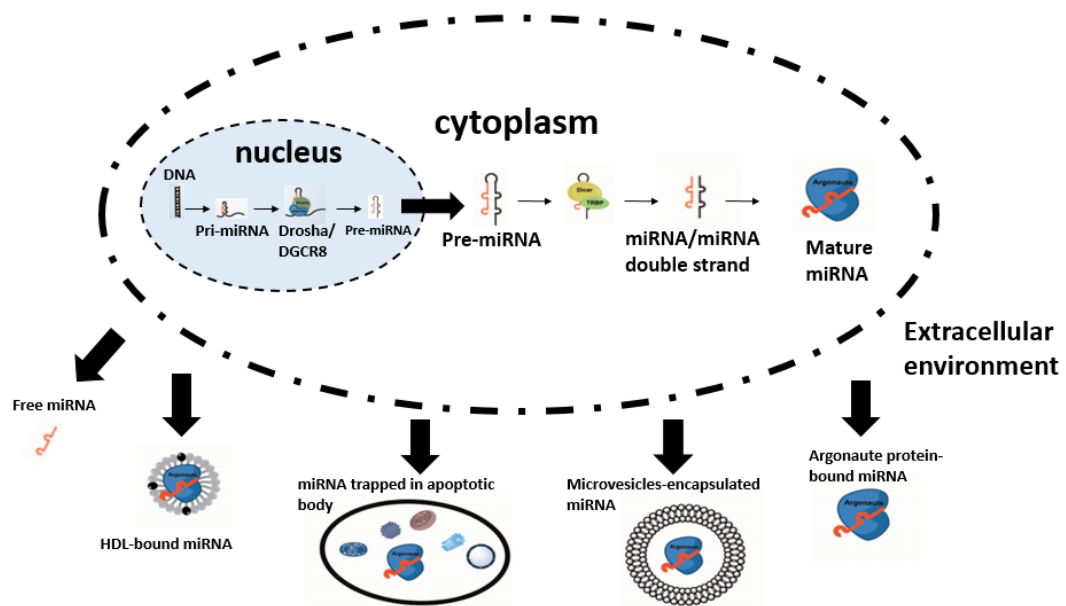 cytoplasm
nucleus
DNA
Pri-miRNA
Drosha/
DGCR8
Pre-miRNA
Pre-miRNA
Dicer
TRBP
miRNA/miRNA
double strand
Argonaute
Mature
miRNA
Extracellular
environment
Free miRNA
Argonaute
HDL-bound miRNA
miRNA trapped in apoptotic
body
Argonaute
Microvesicles-encapsulated
miRNA
Argonaute
Argonaute protein-
bound miRNA
Argonaute